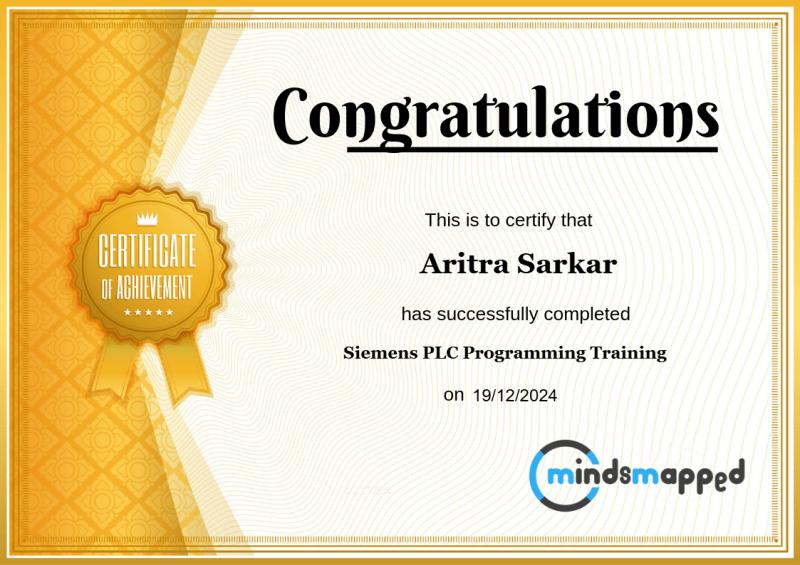 Congratulations
This is to certify that
Aritra Sarkar
has successfully completed
Siemens PLC Programming Training
on 19/12/2024
CERTIFICATE
OF ACHIEVEMENT
mindsmapped